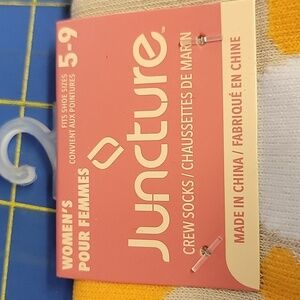 WOMEN'S
POUR FEMMES
FITS SHOE SIZES
CONVIENT AUX POINTURES
5-9
Juncture™
CREW SOCKS / CHAUSSETTES DE MARIN
MADE IN CHINA / FABRIQUÉ EN CHINE